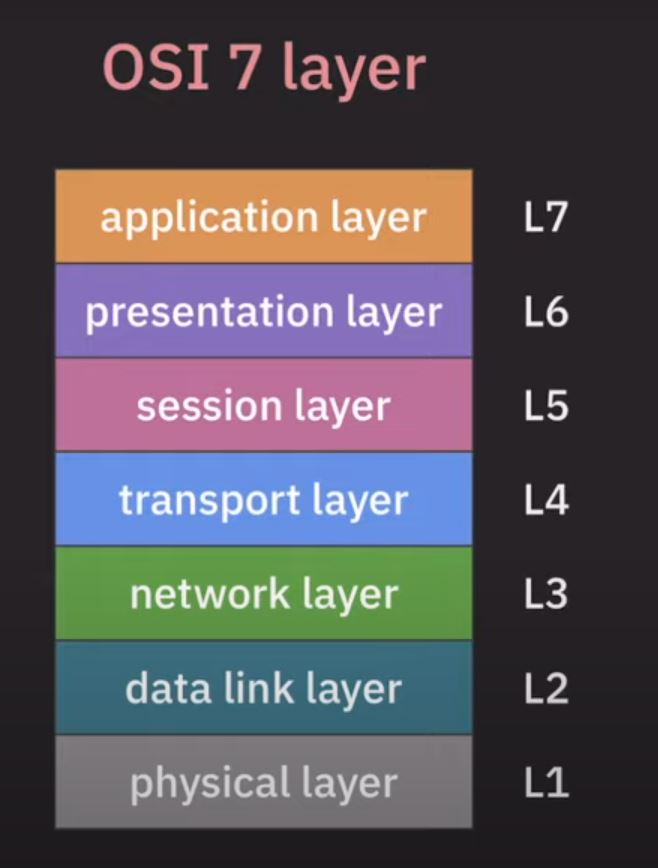 OSI 7 layer
application layer L7
presentation layer L6
session layer L5
transport layer L4
network layer L3
data link layer L2
physical layer L1